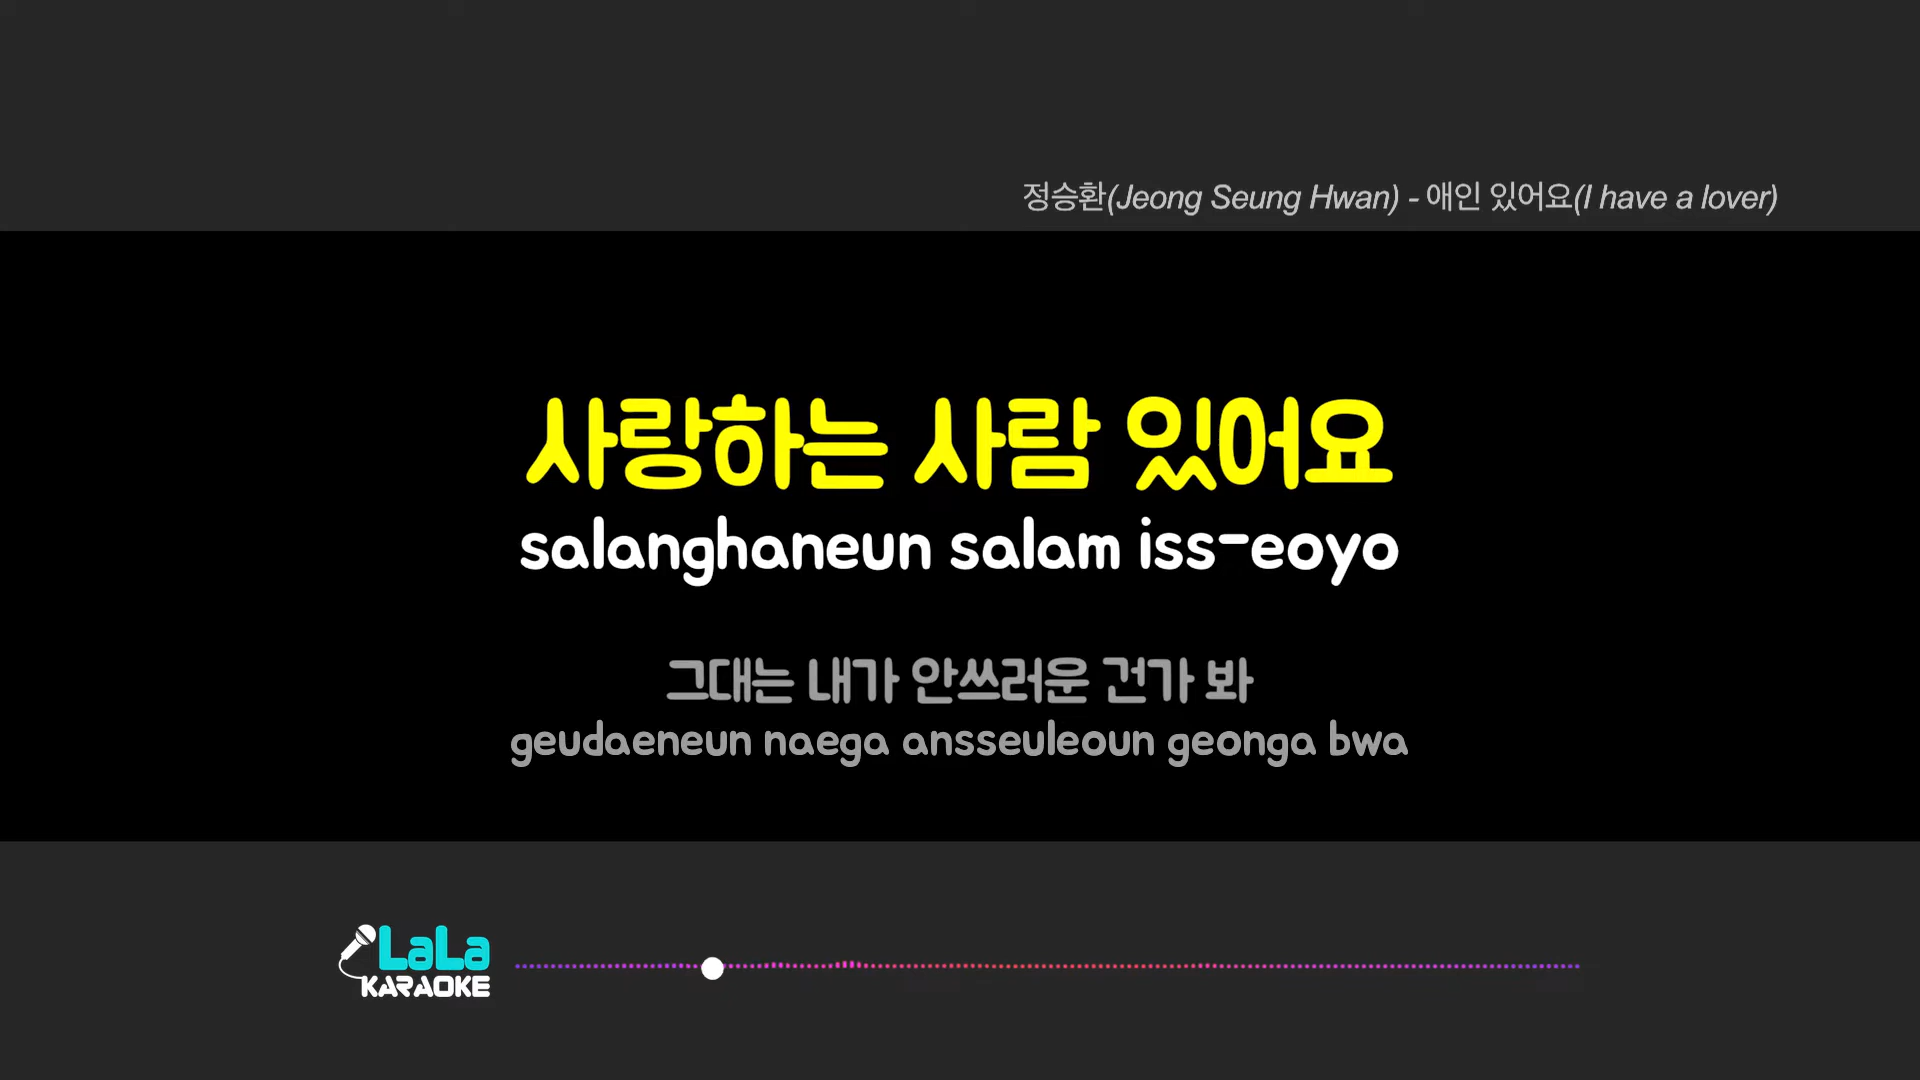 정승환(Jeong Seung Hwan) - 애인 있어요(I have a lover)
사랑하는 사람 있어요
salanghaneun salam iss-eoyo
그대는 내가 안쓰러운 건가 봐
geudaeneun naega ansseuleoun geonga bwa
LaLa
KARAOKE